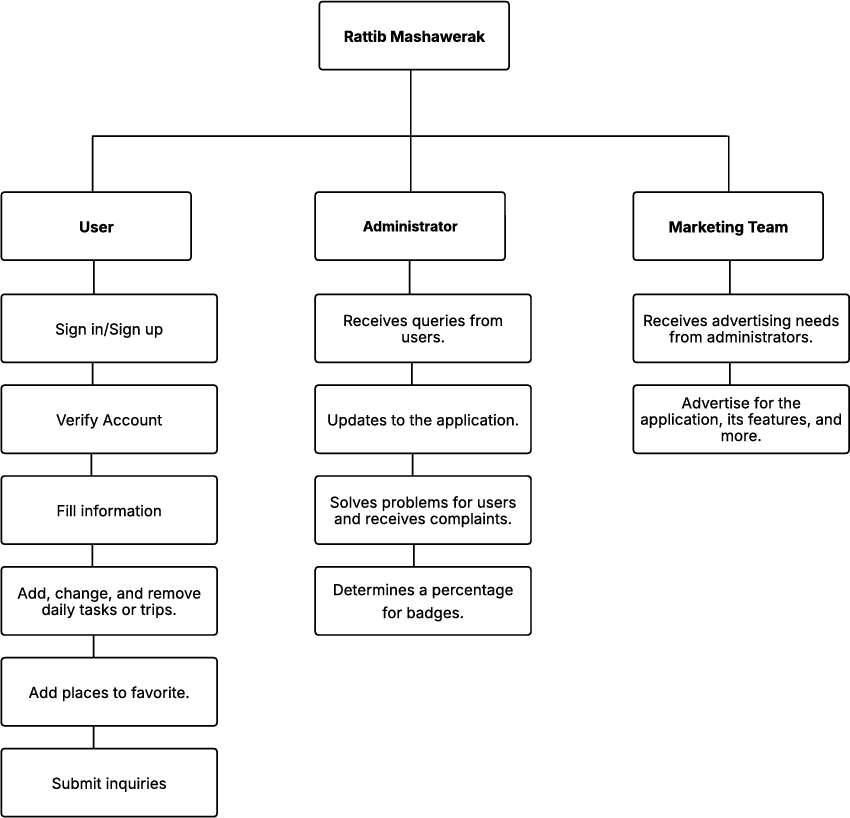 Rattib Mashawerak
User
Sign in/Sign up
Verify Account
Fill information
Add, change, and remove
daily tasks or trips.
Add places to favorite.
Submit inquiries
Administrator
Receives queries from
users.
Updates to the application.
Solves problems for users
and receives complaints.
Determines a percentage
for badges.
Marketing Team
Receives advertising needs
from administrators.
Advertise for the
application, its features, and
more.